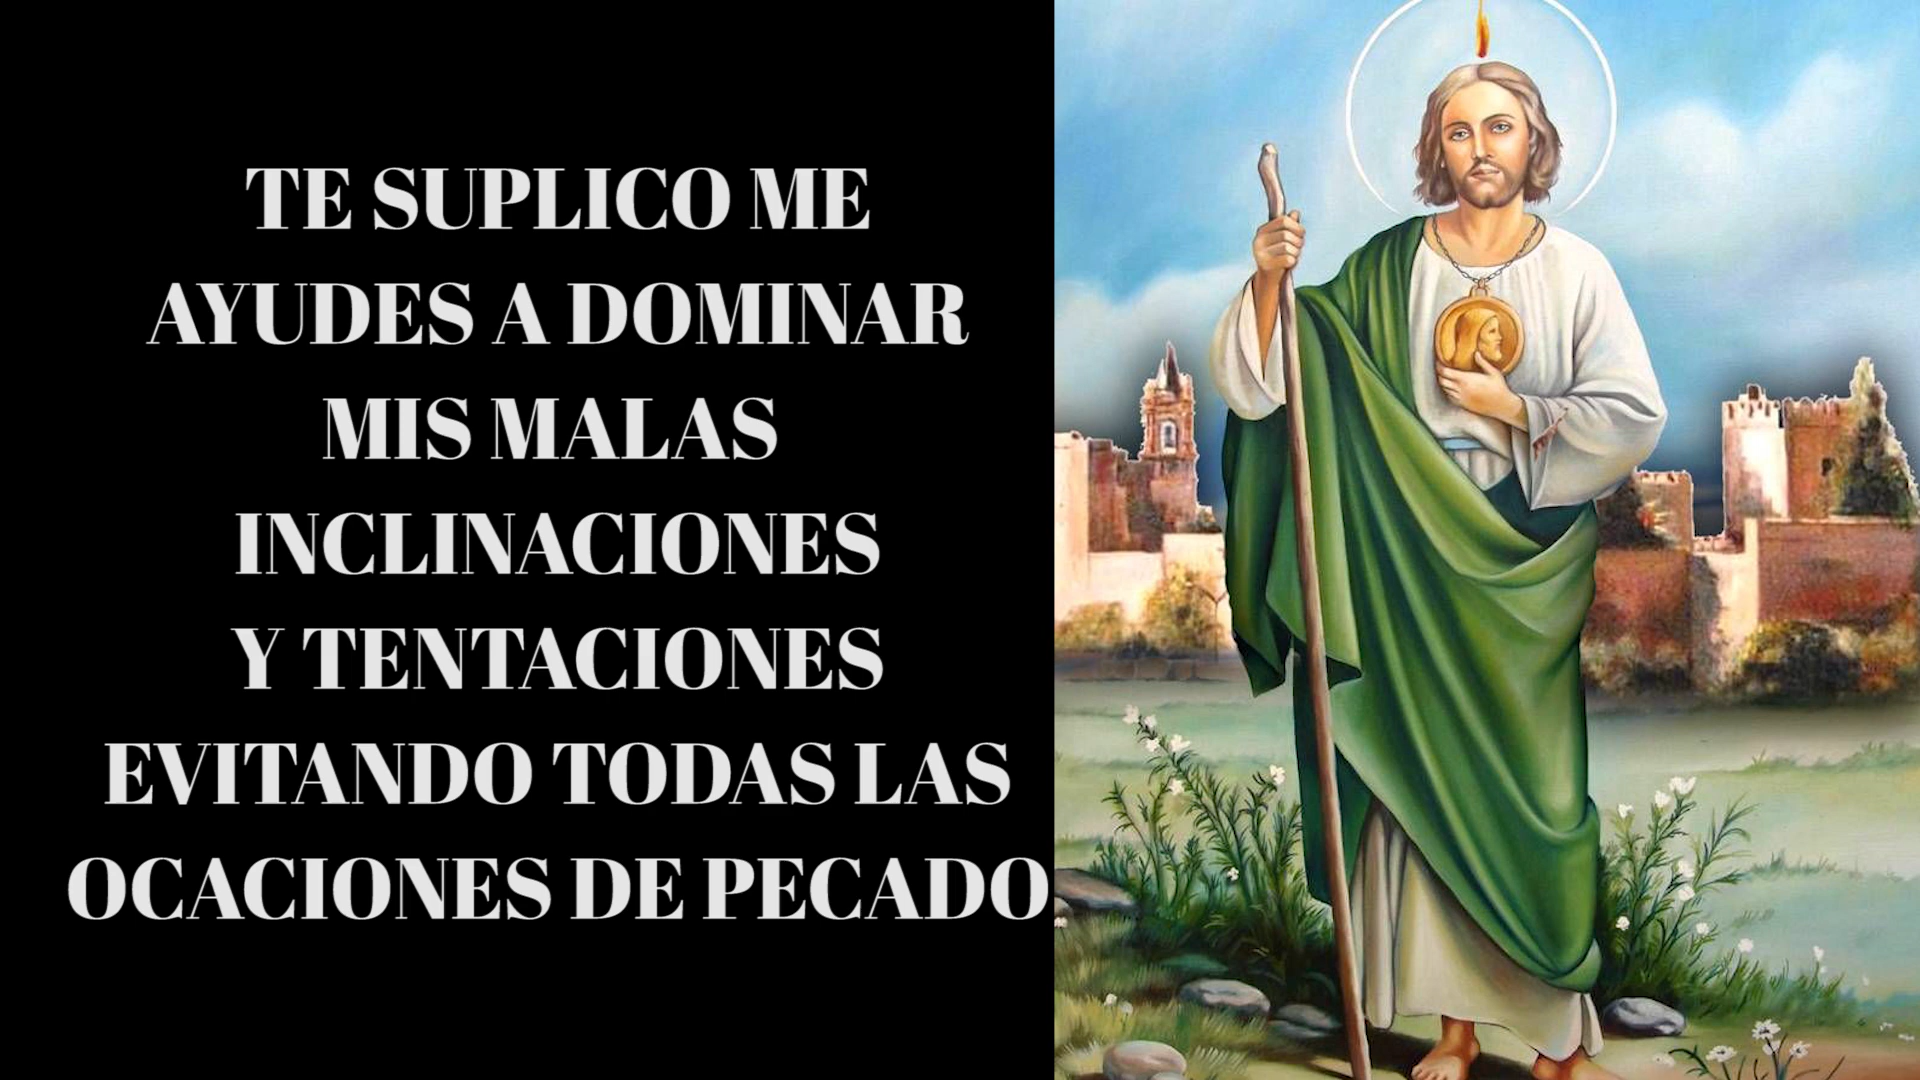 TE SUPLICO ME
AYUDES A DOMINAR
MIS MALAS
INCLINACIONES
Y TENTACIONES
EVITANDO TODAS LAS
OCACIONES DE PECADO